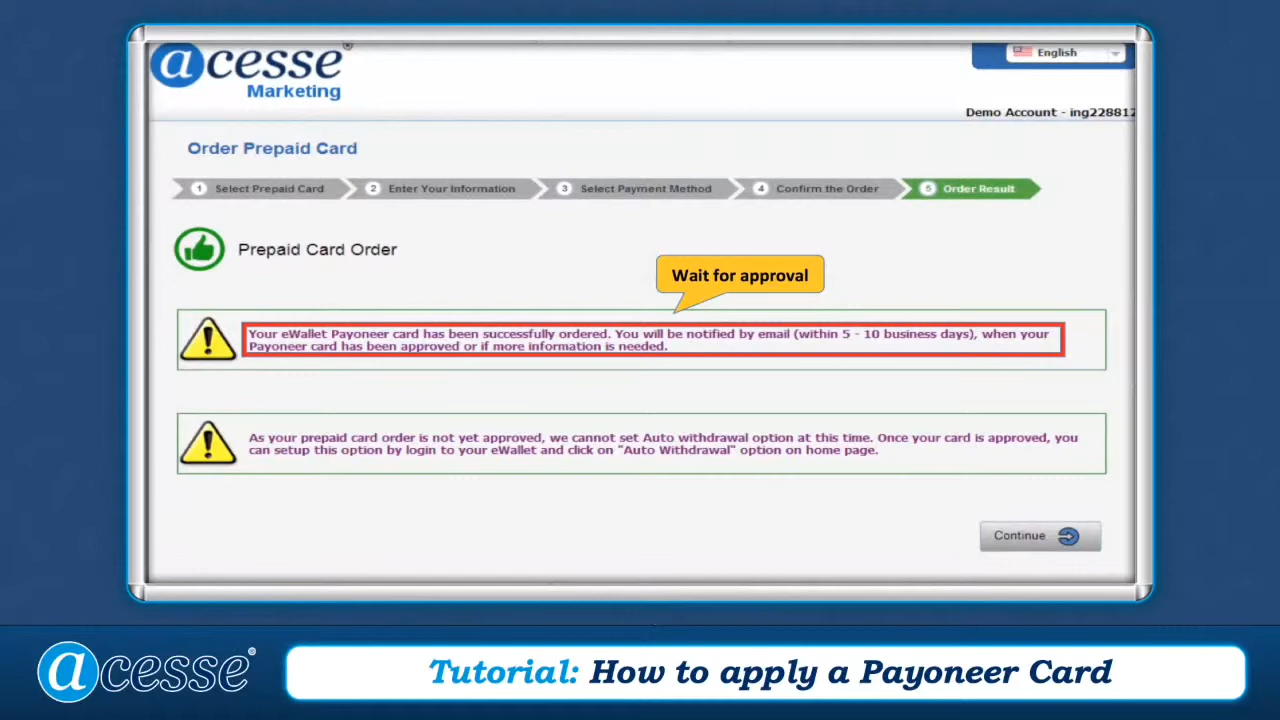 acesse®
Marketing
English
Demo Account - ing228812
Order Prepaid Card
1 Select Prepaid Card 2 Enter Your Information 3 Select Payment Method 4 Confirm the Order 5 Order Result
Prepaid Card Order
Wait for approval
Your eWallet Payoneer card has been successfully ordered. You will be notified by email (within 5 - 10 business days), when your
Payoneer card has been approved or if more information is needed.
As your prepaid card order is not yet approved, we cannot set Auto withdrawal option at this time. Once your card is approved, you
can setup this option by login to your eWallet and click on "Auto Withdrawal" option on home page.
Continue
acesse® Tutorial: How to apply a Payoneer Card